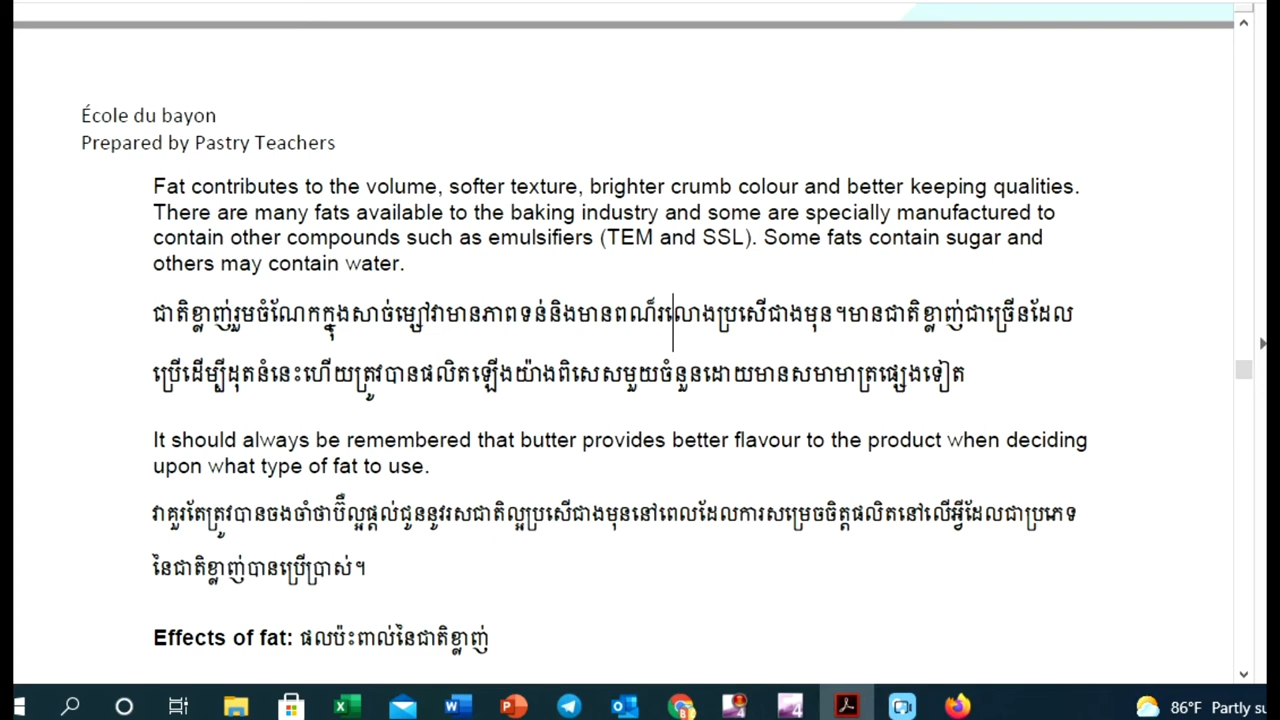 École du bayon
Prepared by Pastry Teachers
Fat contributes to the volume, softer texture, brighter crumb colour and better keeping qualities.
There are many fats available to the baking industry and some are specially manufactured to
contain other compounds such as emulsifiers (TEM and SSL). Some fats contain sugar and
others may contain water.
ជាតិខ្លាញ់រួមចំណែកក្នុងសាច់ម្សៅវាមានភាពទន់និងមានពណ៌រលោងប្រសើជាងមុន។មានជាតិខ្លាញ់ជាច្រើនដែល
ប្រើដើម្បីដុតនំនេះហើយត្រូវបានផលិតឡើងយ៉ាងពិសេសមួយចំនួនដោយមានសមាមាត្រផ្សេងទៀត
It should always be remembered that butter provides better flavour to the product when deciding
upon what type of fat to use.
វាគួរតែត្រូវបានចងចាំថាប៊ឺល្អផ្តល់ជូននូវរសជាតិល្អប្រសើជាងមុននៅពេលដែលការសម្រេចចិត្តផលិតនៅលើអ្វីដែលជាប្រភេទ
នៃជាតិខ្លាញ់បានប្រើប្រាស់។
Effects of fat: ផលប៉ះពាល់នៃជាតិខ្លាញ់
86°F Partly su